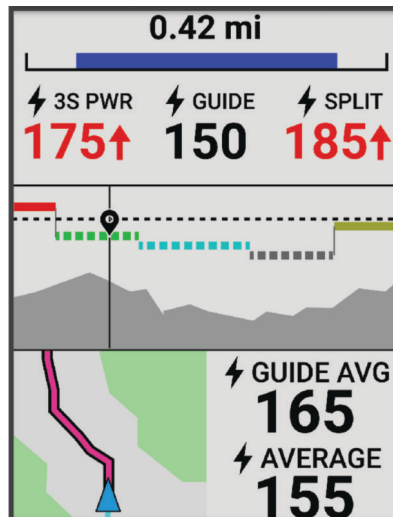 0.42 mi
3S PWR GUIDE SPLIT
175 150 185
GUIDE AVG
165
AVERAGE
155